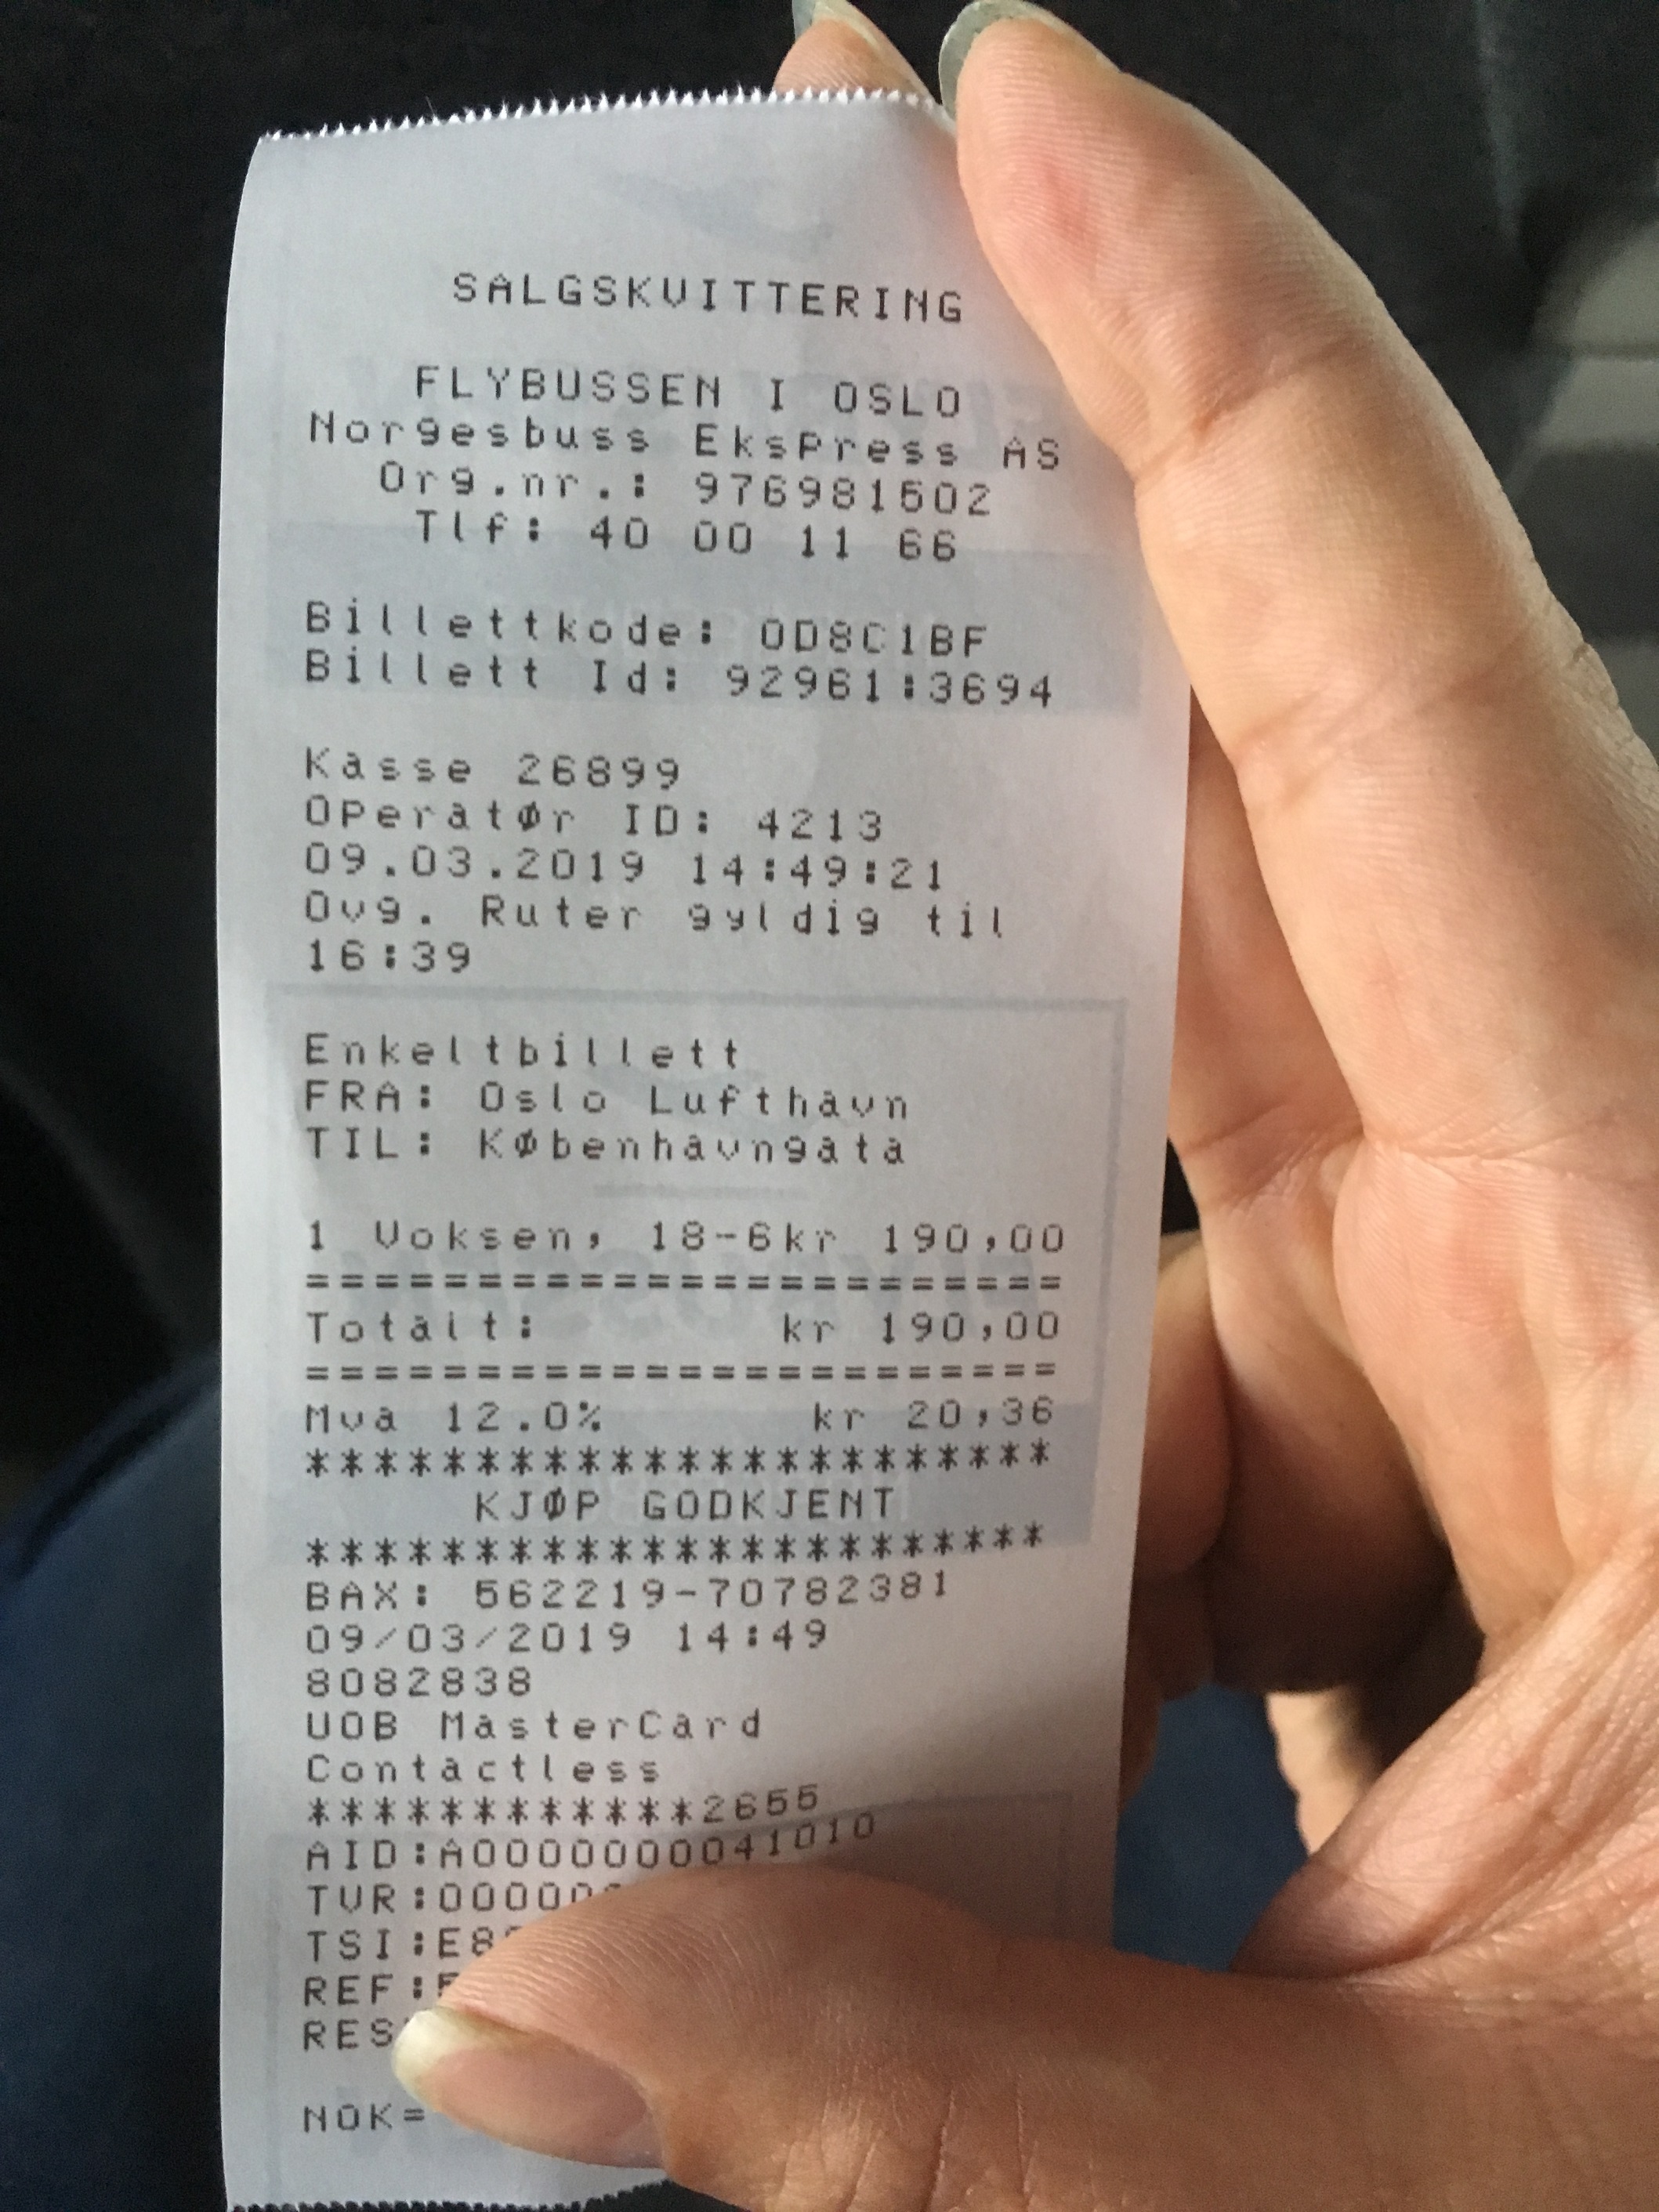 SALGSKVITTERING
FLYBUSSEN I OSLO
Norgesbuss Ekspress AS
Org.nr.: 976981602
Tlf: 40 00 11 66
Billettkode: 0D8C1BF
Billett Id: 92961:3694
Kasse 26899
Operatør ID: 4213
09.03.2019 14:49:21
Ovg. Ruter gyldig til
16:39
Enkeltbillett
FRA: Oslo Lufthavn
TIL: Københavngata
1 Voksen, 18-6kr 190,00
======================
Totalt: kr 190,00
======================
Mva 12.0% kr 20,36
**********************
KJØP GODKJENT
**********************
BAX: 562219-70782381
09/03/2019 14:49
8082838
UOB MasterCard
Contactless
************2655
AID:A0000000041010
TVR:
TSI:
REF:
NOK=